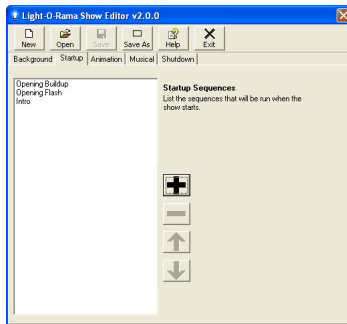 Light-O-Rama Show Editor v2.0.0
New Open Save Save As Help Exit
Background Startup Animation Musical Shutdown
Opening Buildup
Opening Flash
Intro
Startup Sequences
List the sequences that will be run when the
show starts.